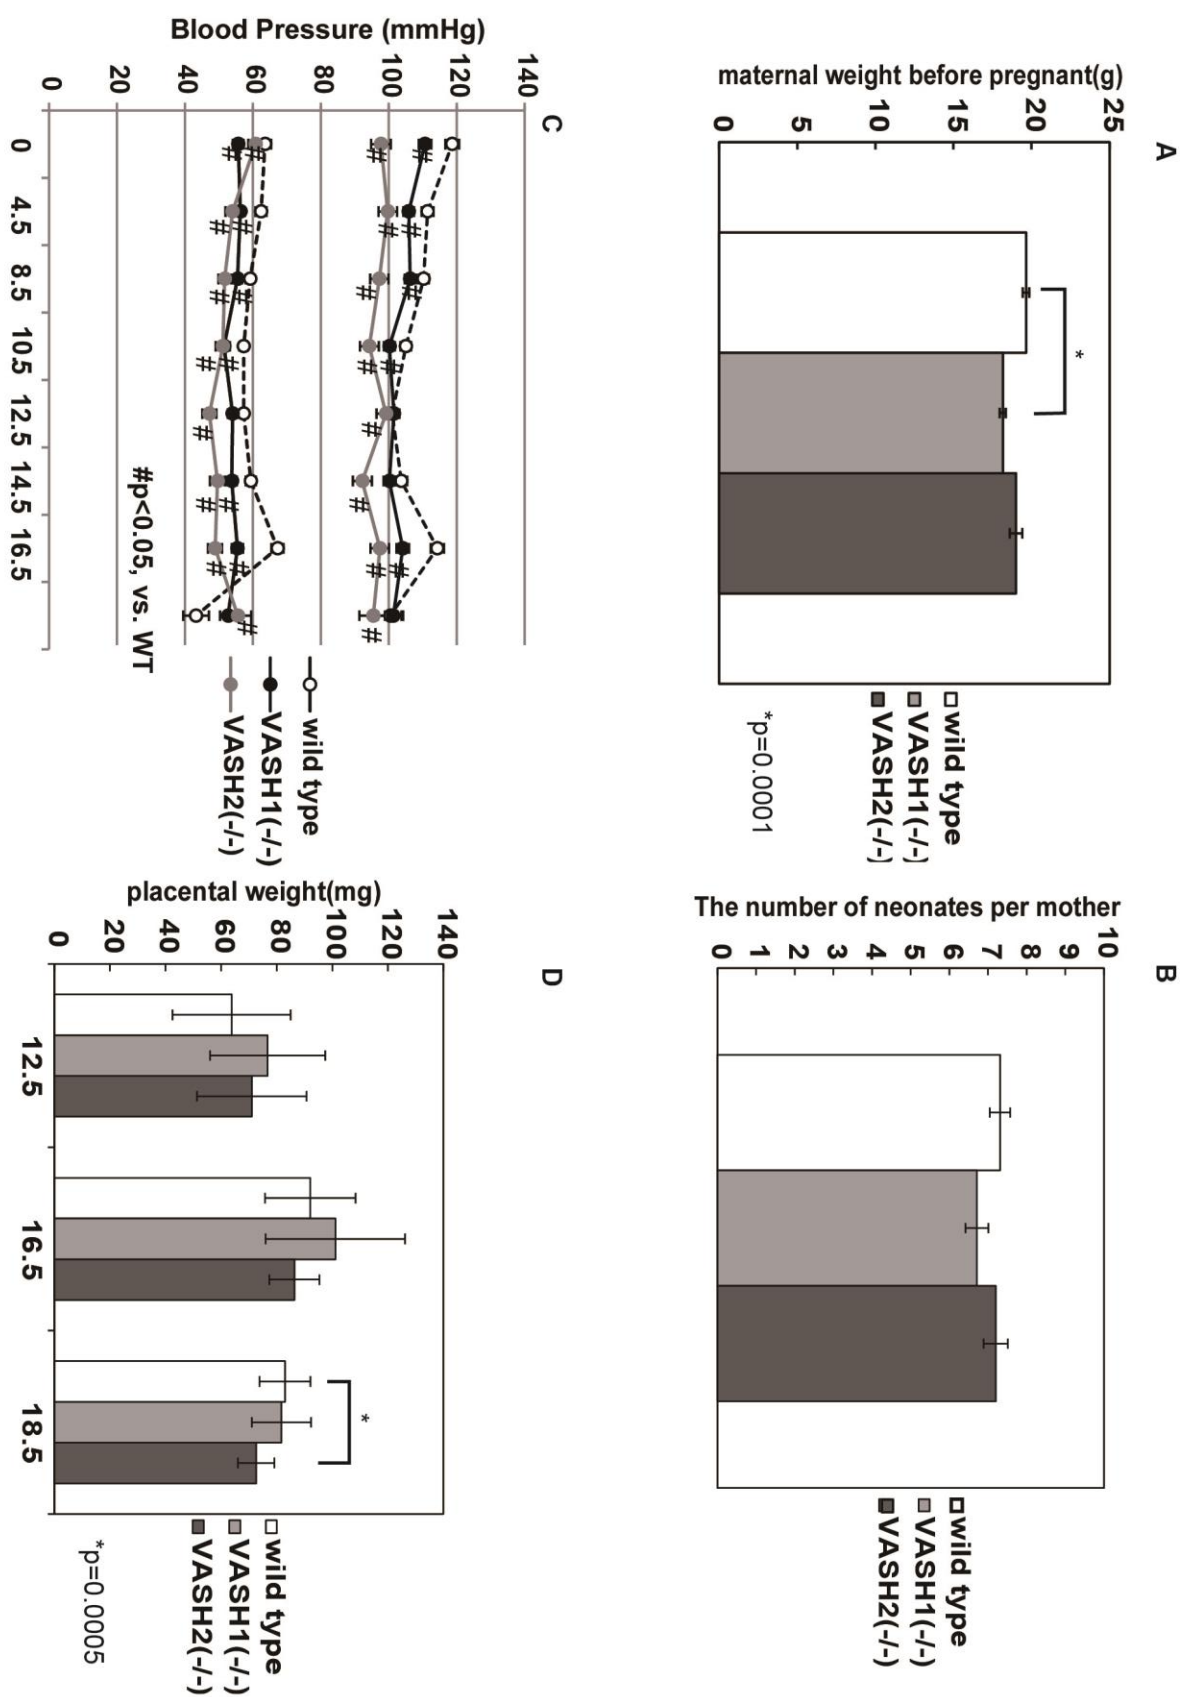 A
maternal weight before pregnant(g)
25
20
15
10
5
0
*
wild type
VASH1(-/-)
VASH2(-/-)
*p=0.0001
B
The number of neonates per mother
10
9
8
7
6
5
4
3
2
1
0
wild type
VASH1(-/-)
VASH2(-/-)
C
Blood Pressure (mmHg)
140
120
100
80
60
40
20
0
# # # # # # # # # # # #
# # # # # # # # # # # # #
0 4.5 8.5 10.5 12.5 14.5 16.5
#p<0.05, vs. WT
wild type
VASH1(-/-)
VASH2(-/-)
D
placental weight(mg)
140
120
100
80
60
40
20
0
*
12.5 16.5 18.5
wild type
VASH1(-/-)
VASH2(-/-)
*p=0.0005